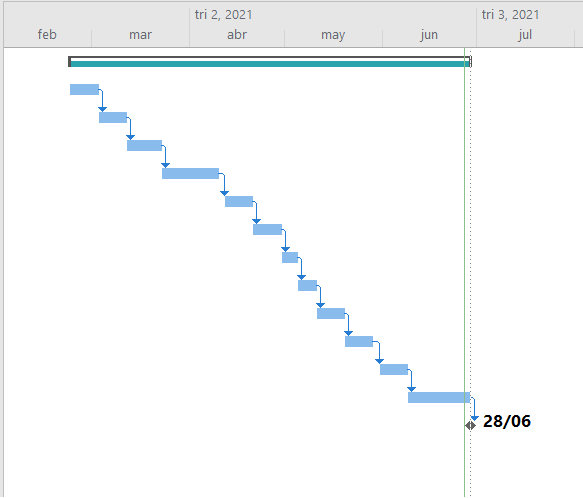 tri 2, 2021 tri 3, 2021
feb mar abr may jun jul
28/06